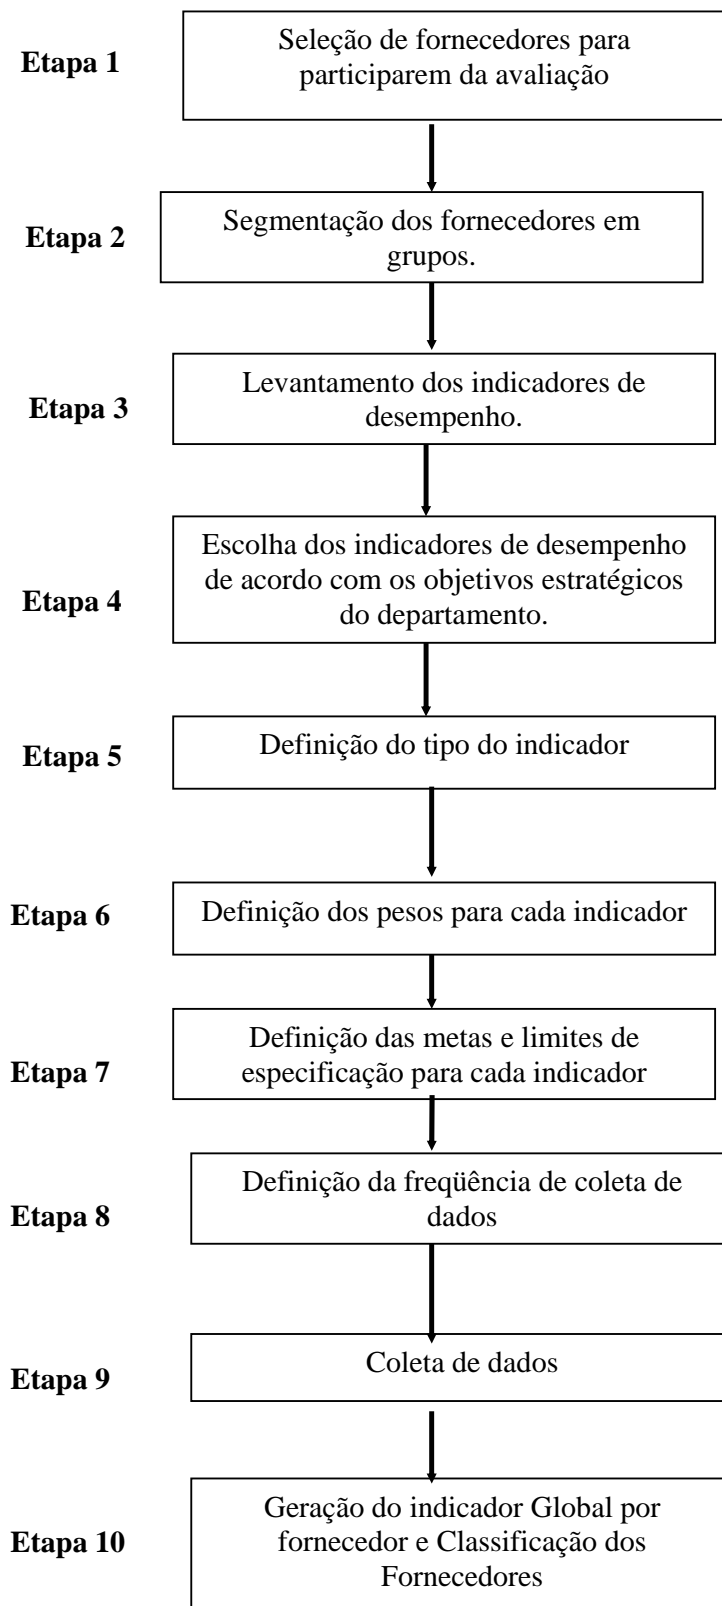 Etapa 1
Seleção de fornecedores para
participarem da avaliação
Etapa 2
Segmentação dos fornecedores em
grupos.
Etapa 3
Levantamento dos indicadores de
desempenho.
Etapa 4
Escolha dos indicadores de desempenho
de acordo com os objetivos estratégicos
do departamento.
Etapa 5
Definição do tipo do indicador
Etapa 6
Definição dos pesos para cada indicador
Etapa 7
Definição das metas e limites de
especificação para cada indicador
Etapa 8
Definição da freqüência de coleta de
dados
Etapa 9
Coleta de dados
Etapa 10
Geração do indicador Global por
fornecedor e Classificação dos
Fornecedores